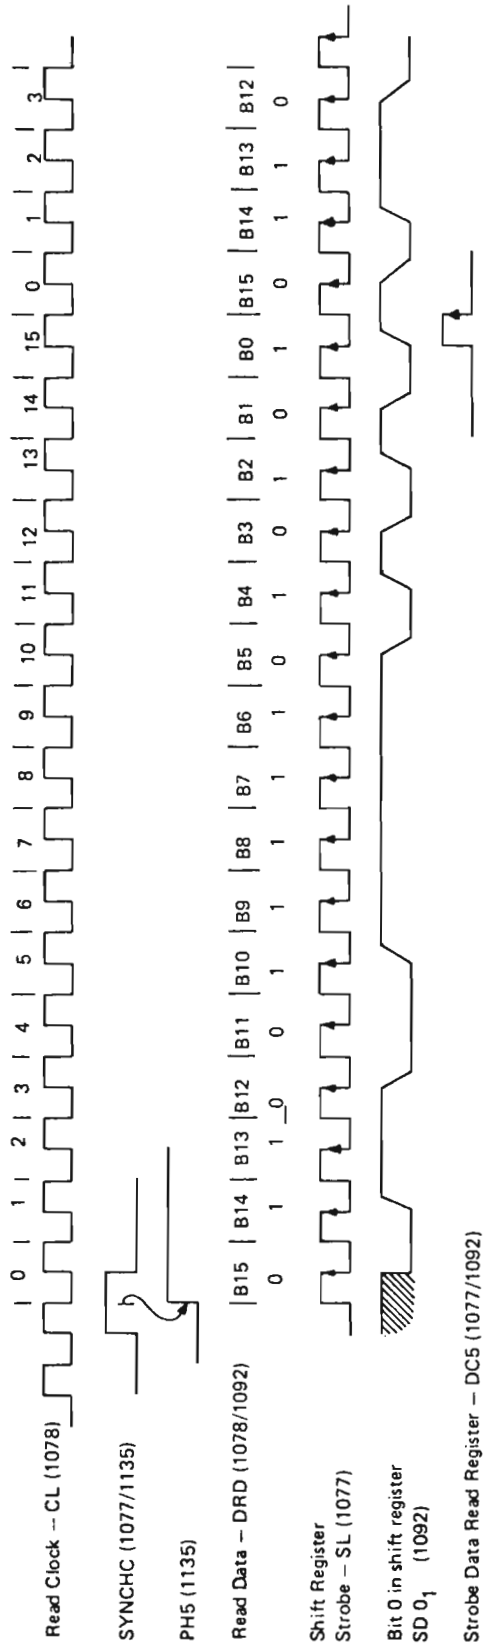 Read Clock -- CL (1078)
| 0 | 1 | 2 | 3 | 4 | 5 | 6 | 7 | 8 | 9 | 10 | 11 | 12 | 13 | 14 | 15 | 0 | 1 | 2 | 3 |
SYNCHC (1077/1135)
PH5 (1135)
Read Data – DRD (1078/1092)
|B15 |B14 |B13 |B12 |B11 |B10 |B9 |B8 |B7 |B6 |B5 |B4 |B3 |B2 |B1 |B0 |B15 |B14 |B13 |B12 |
0 1 1 0 0 1 1 1 1 1 0 1 0 1 0 1 0 1 1 0
Shift Register
Strobe – SL (1077)
Bit 0 in shift register
SD 0₁ (1092)
Strobe Data Read Register – DC5 (1077/1092)